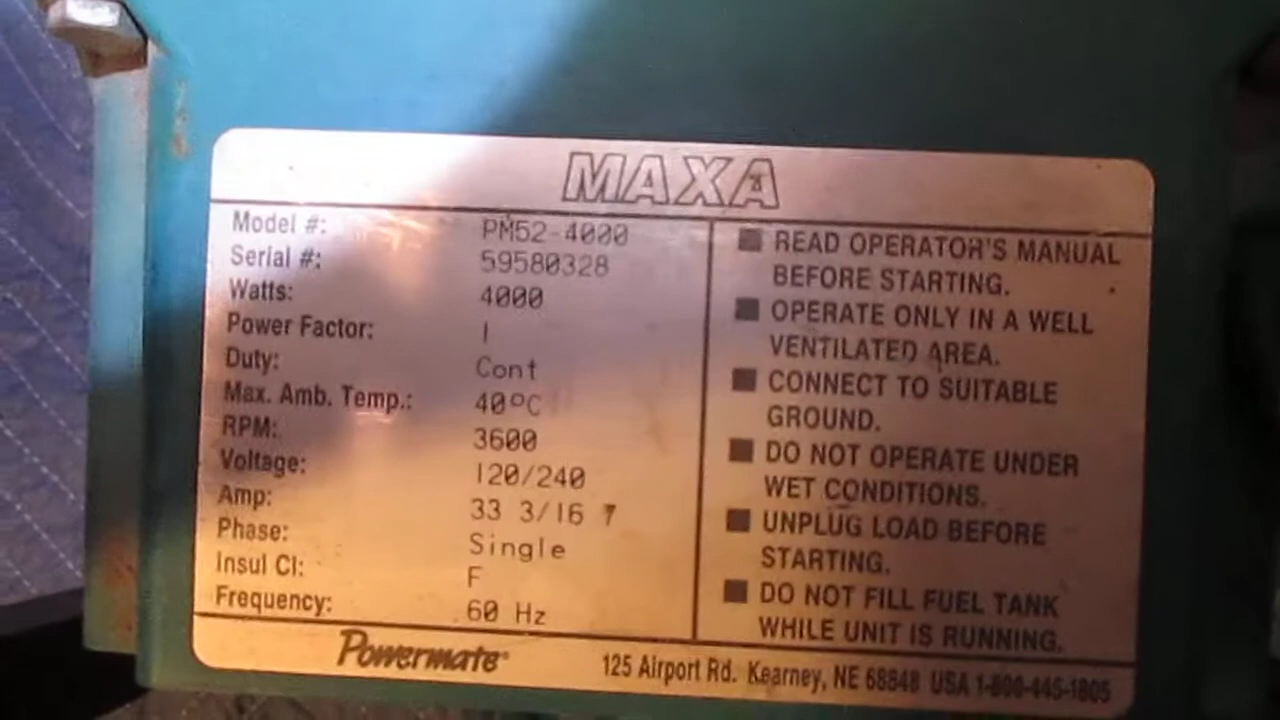 MAXA
Model #: PM52-4000
Serial #: 59580328
Watts: 4000
Power Factor: 1
Duty: Cont
Max. Amb. Temp.: 40°C
RPM: 3600
Voltage: 120/240
Amp: 33 3/16 7
Phase: Single
Insul Cl: F
Frequency: 60 Hz
■ READ OPERATOR'S MANUAL
BEFORE STARTING.
■ OPERATE ONLY IN A WELL
VENTILATED AREA.
■ CONNECT TO SUITABLE
GROUND.
■ DO NOT OPERATE UNDER
WET CONDITIONS.
■ UNPLUG LOAD BEFORE
STARTING.
■ DO NOT FILL FUEL TANK
WHILE UNIT IS RUNNING.
Powermate® 125 Airport Rd. Kearney, NE 68848 USA 1-800-445-1805